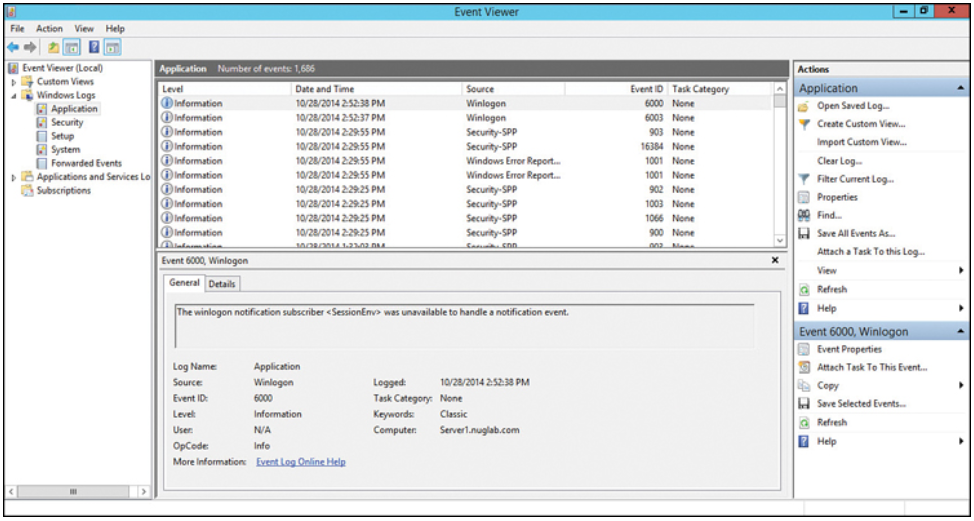 Event Viewer
File Action View Help
Event Viewer (Local)
Custom Views
Windows Logs
Application
Security
Setup
System
Forwarded Events
Applications and Services Lo
Subscriptions
Application Number of events: 1,686
Level Date and Time Source Event ID Task Category
Information 10/28/2014 2:52:38 PM Winlogon 6000 None
Information 10/28/2014 2:52:37 PM Winlogon 6003 None
Information 10/28/2014 2:29:55 PM Security-SPP 903 None
Information 10/28/2014 2:29:55 PM Security-SPP 16384 None
Information 10/28/2014 2:29:55 PM Windows Error Report... 1001 None
Information 10/28/2014 2:29:55 PM Windows Error Report... 1001 None
Information 10/28/2014 2:29:25 PM Security-SPP 902 None
Information 10/28/2014 2:29:25 PM Security-SPP 1003 None
Information 10/28/2014 2:29:25 PM Security-SPP 1066 None
Information 10/28/2014 2:29:25 PM Security-SPP 900 None
Information 10/28/2014 Security-SPP None
Event 6000, Winlogon
General Details
The winlogon notification subscriber <SessionEnv> was unavailable to handle a notification event.
Log Name: Application
Source: Winlogon Logged: 10/28/2014 2:52:38 PM
Event ID: 6000 Task Category: None
Level: Information Keywords: Classic
User: N/A Computer: Server1.nuglab.com
OpCode: Info
More Information: Event Log Online Help
Actions
Application
Open Saved Log...
Create Custom View...
Import Custom View...
Clear Log...
Filter Current Log...
Properties
Find...
Save All Events As...
Attach a Task To this Log...
View
Refresh
Help
Event 6000, Winlogon
Event Properties
Attach Task To This Event...
Copy
Save Selected Events...
Refresh
Help